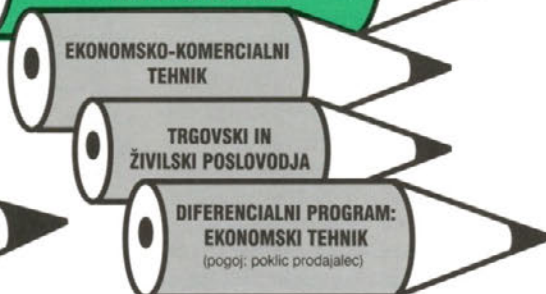 EKONOMSKO-KOMERCIALNI
TEHNIK
TRGOVSKI IN
ŽIVILSKI POSLOVODJA
DIFERENCIALNI PROGRAM:
EKONOMSKI TEHNIK
(pogoj: poklic prodajalec)